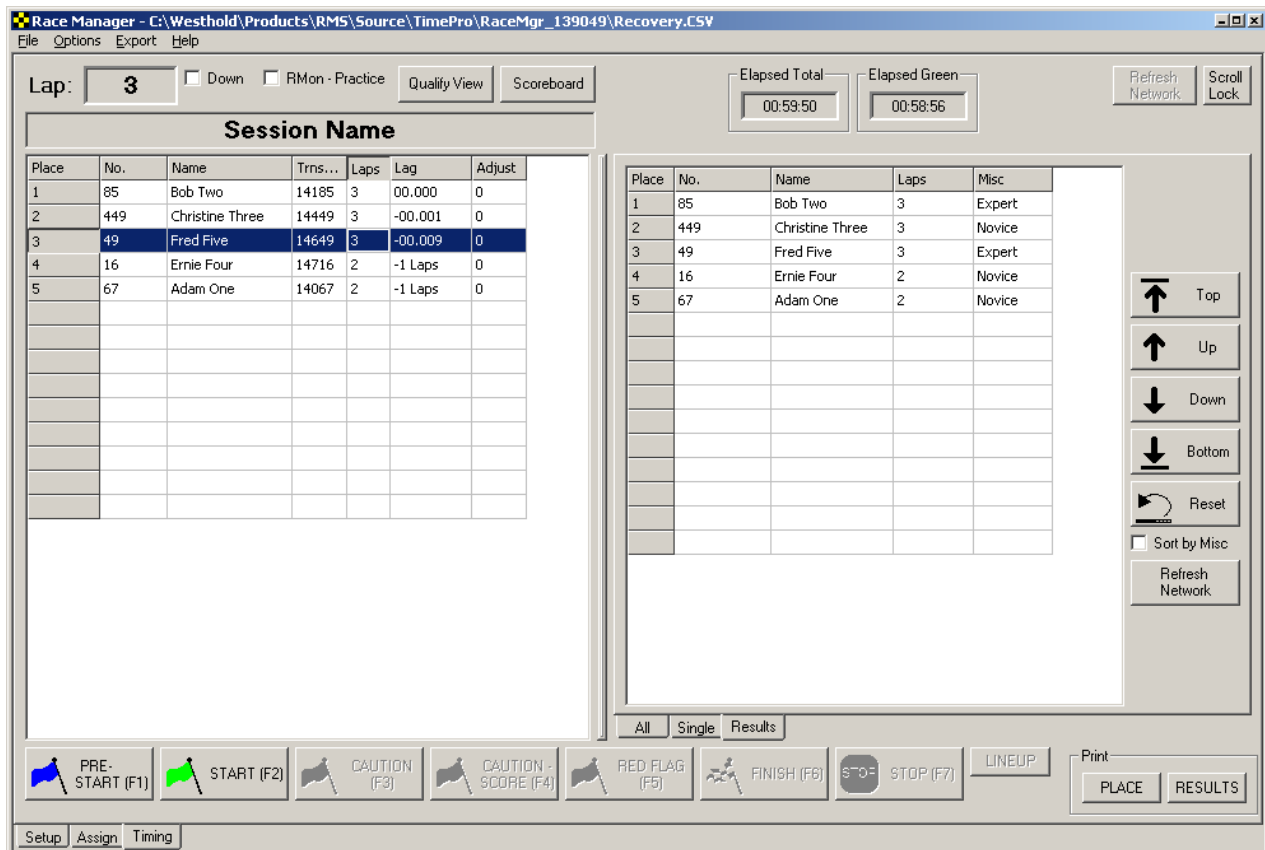 Race Manager - C:\Westhold\Products\RMS\Source\TimePro\RaceMgr_139049\Recovery.CSV
File Options Export Help
Lap: 3 Down RMon - Practice Qualify View Scoreboard
Elapsed Total Elapsed Green
00:59:50 00:58:56
Refresh Network
Scroll Lock
Session Name
Place No. Name Trns... Laps Lag Adjust
1 85 Bob Two 14185 3 00.000 0
2 449 Christine Three 14449 3 -00.001 0
3 49 Fred Five 14649 3 -00.009 0
4 16 Ernie Four 14716 2 -1 Laps 0
5 67 Adam One 14067 2 -1 Laps 0
Place No. Name Laps Misc
1 85 Bob Two 3 Expert
2 449 Christine Three 3 Novice
3 49 Fred Five 3 Expert
4 16 Ernie Four 2 Novice
5 67 Adam One 2 Novice
Top
Up
Down
Bottom
Reset
Sort by Misc
Refresh
Network
All Single Results
PRE-
START (F1)
START (F2)
CAUTION
(F3)
CAUTION -
SCORE (F4)
RED FLAG
(F5)
FINISH (F6)
STOP STOP (F7)
LINEUP
Print
PLACE RESULTS
Setup Assign Timing